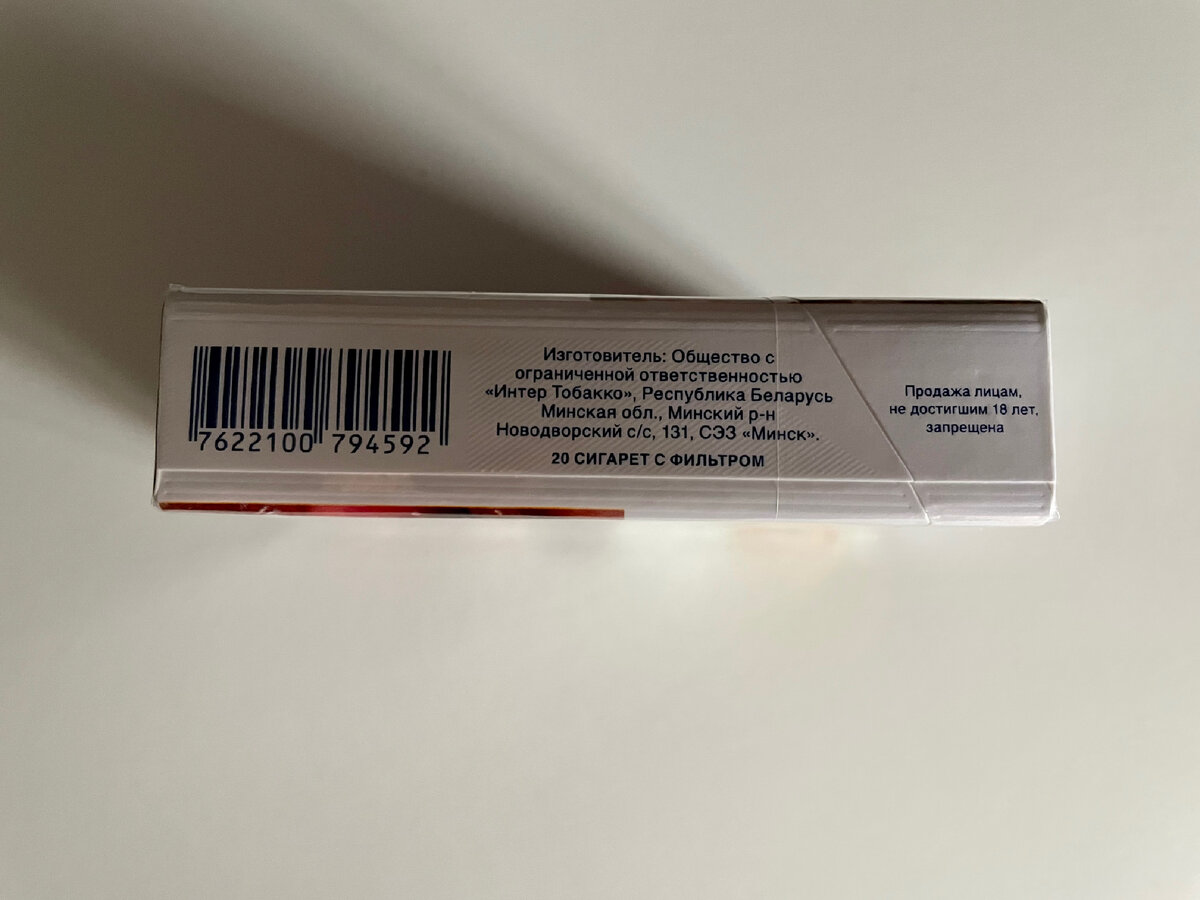 7622100 794592
Изготовитель: Общество с
ограниченной ответственностью
«Интер Тобакко», Республика Беларусь
Минская обл., Минский р-н
Новодворский с/с, 131, СЭЗ «Минск».
20 СИГАРЕТ С ФИЛЬТРОМ
Продажа лицам,
не достигшим 18 лет,
запрещена